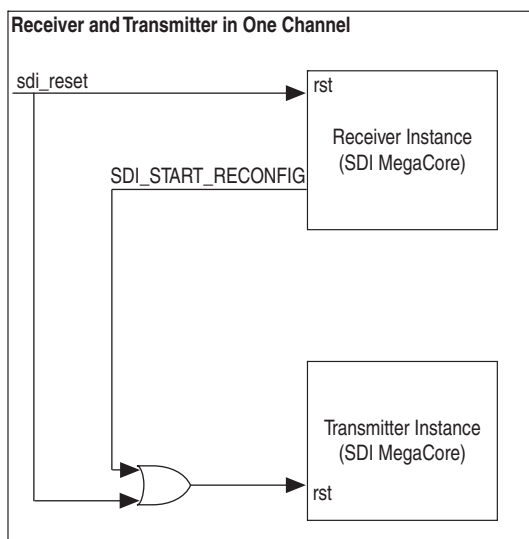 Receiver and Transmitter in One Channel
sdi_reset
rst
Receiver Instance
(SDI MegaCore)
SDI_START_RECONFIG
Transmitter Instance
(SDI MegaCore)
rst